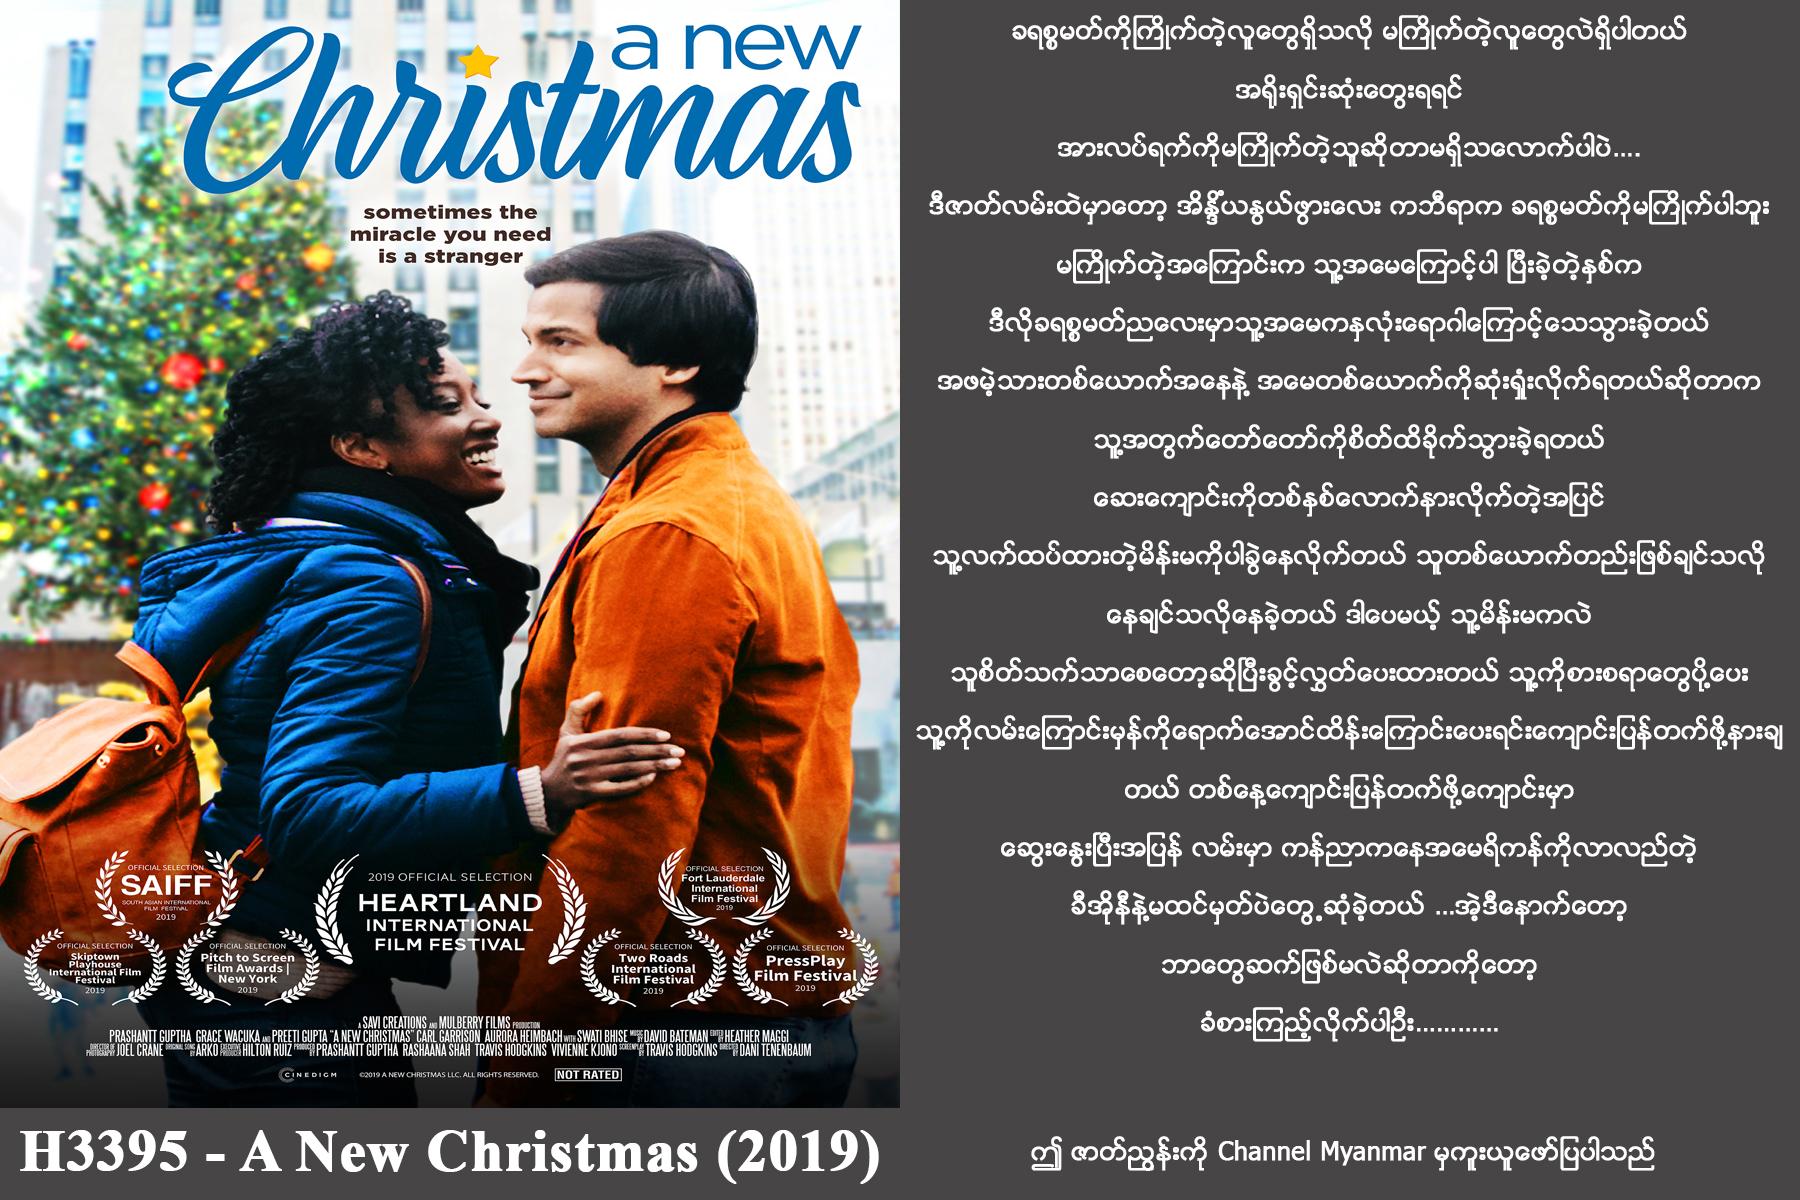 a new
Christmas
sometimes the
miracle you need
is a stranger
OFFICIAL SELECTION
SAIFF
SOUTH ASIAN INTERNATIONAL
FILM FESTIVAL
2019
2019 OFFICIAL SELECTION
HEARTLAND
INTERNATIONAL
FILM FESTIVAL
OFFICIAL SELECTION
Fort Lauderdale
International
Film Festival
2019
OFFICIAL SELECTION
Skiptown
Playhouse
International Film
Festival
2019
OFFICIAL SELECTION
Pitch to Screen
Film Awards |
New York
2019
OFFICIAL SELECTION
Two Roads
International
Film Festival
2019
OFFICIAL SELECTION
PressPlay
Film Festival
2019
A SAVI CREATIONS AND MULBERRY FILMS PRODUCTION
PRASHANTT GUPTHA GRACE WACUKA AND PREETI GUPTA "A NEW CHRISTMAS" CARL GARRISON AURORA HEIMBACH WITH SWATI BHISE MUSIC BY DAVID BATEMAN EDITED BY HEATHER MAGGI
DIRECTOR OF PHOTOGRAPHY JOEL CRANE ORIGINAL SONG BY ARKO EXECUTIVE PRODUCER HILTON RUIZ PRODUCED BY PRASHANTT GUPTHA RASHAANA SHAH TRAVIS HODGKINS VIVIENNE KJONO SCREENPLAY BY TRAVIS HODGKINS DIRECTED BY DANI TENENBAUM
CINEDIGM ©2019 A NEW CHRISTMAS LLC. ALL RIGHTS RESERVED. NOT RATED
H3395 - A New Christmas (2019)
ခရစ္စမတ်ကိုကြိုက်တဲ့လူတွေရှိသလို မကြိုက်တဲ့လူတွေလဲရှိပါတယ်
အရိုးရှင်းဆုံးတွေးရရင်
အားလပ်ရက်ကိုမကြိုက်တဲ့သူဆိုတာမရှိသလောက်ပါပဲ....
ဒီဇာတ်လမ်းထဲမှာတော့ အိန္ဒိယနွယ်ဖွားလေး ကဘီရာက ခရစ္စမတ်ကိုမကြိုက်ပါဘူး
မကြိုက်တဲ့အကြောင်းက သူ့အမေကြောင့်ပါ ပြီးခဲ့တဲ့နှစ်က
ဒီလိုခရစ္စမတ်ညလေးမှာသူ့အမေကနှလုံးရောဂါကြောင့်သေသွားခဲ့တယ်
အဖမဲ့သားတစ်ယောက်အနေနဲ့ အမေတစ်ယောက်ကိုဆုံးရှုံးလိုက်ရတယ်ဆိုတာက
သူ့အတွက်တော်တော်ကိုစိတ်ထိခိုက်သွားခဲ့ရတယ်
ဆေးကျောင်းကိုတစ်နှစ်လောက်နားလိုက်တဲ့အပြင်
သူ့လက်ထပ်ထားတဲ့မိန်းမကိုပါခွဲနေလိုက်တယ် သူတစ်ယောက်တည်းဖြစ်ချင်သလို
နေချင်သလိုနေခဲ့တယ် ဒါပေမယ့် သူ့မိန်းမကလဲ
သူစိတ်သက်သာစေတော့ဆိုပြီးခွင့်လွှတ်ပေးထားတယ် သူ့ကိုစားစရာတွေပို့ပေး
သူ့ကိုလမ်းကြောင်းမှန်ကိုရောက်အောင်ထိန်းကြောင်းပေးရင်းကျောင်းပြန်တက်ဖို့နားချ
တယ် တစ်နေ့ကျောင်းပြန်တက်ဖို့ကျောင်းမှာ
ဆွေးနွေးပြီးအပြန် လမ်းမှာ ကန်ညာကနေအမေရိကန်ကိုလာလည်တဲ့
ခီအိုနီနဲ့မထင်မှတ်ပဲတွေ့ဆုံခဲ့တယ် ...အဲ့ဒီနောက်တော့
ဘာတွေဆက်ဖြစ်မလဲဆိုတာကိုတော့
ခံစားကြည့်လိုက်ပါဦး............
ဤ ဇာတ်ညွှန်းကို Channel Myanmar မှကူးယူဖော်ပြပါသည်